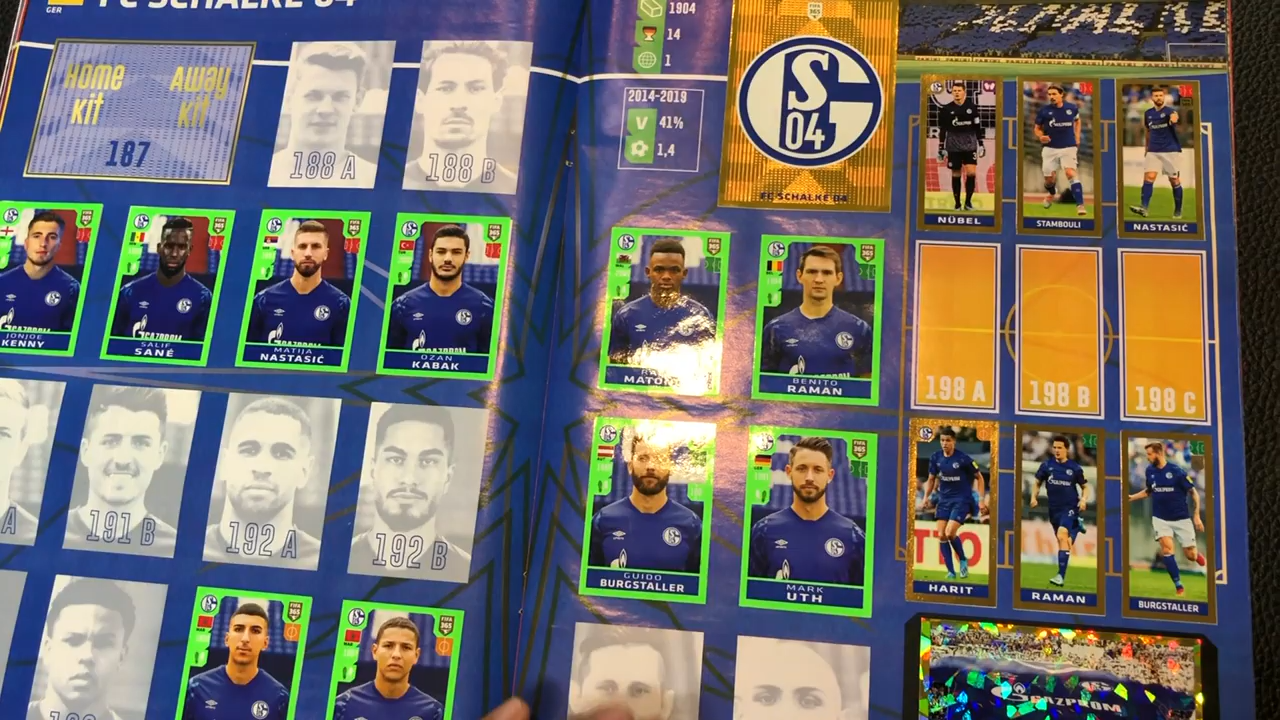 FC SCHALKE 04
GER
Home kit
Away kit
187
188 A
188 B
1904
14
1
2014-2019
V 41%
1,4
S 04
FC SCHALKE 04
NÜBEL
STAMBOULI
NASTASIĆ
JONJOE
KENNY
SALIF
SANÉ
MATIJA
NASTASIĆ
OZAN
KABAK
BENITO
RAMAN
198 A
198 B
198 C
A
191 B
192 A
192 B
GUIDO
BURGSTALLER
MARK
UTH
HARIT
RAMAN
BURGSTALLER
GAZPROM